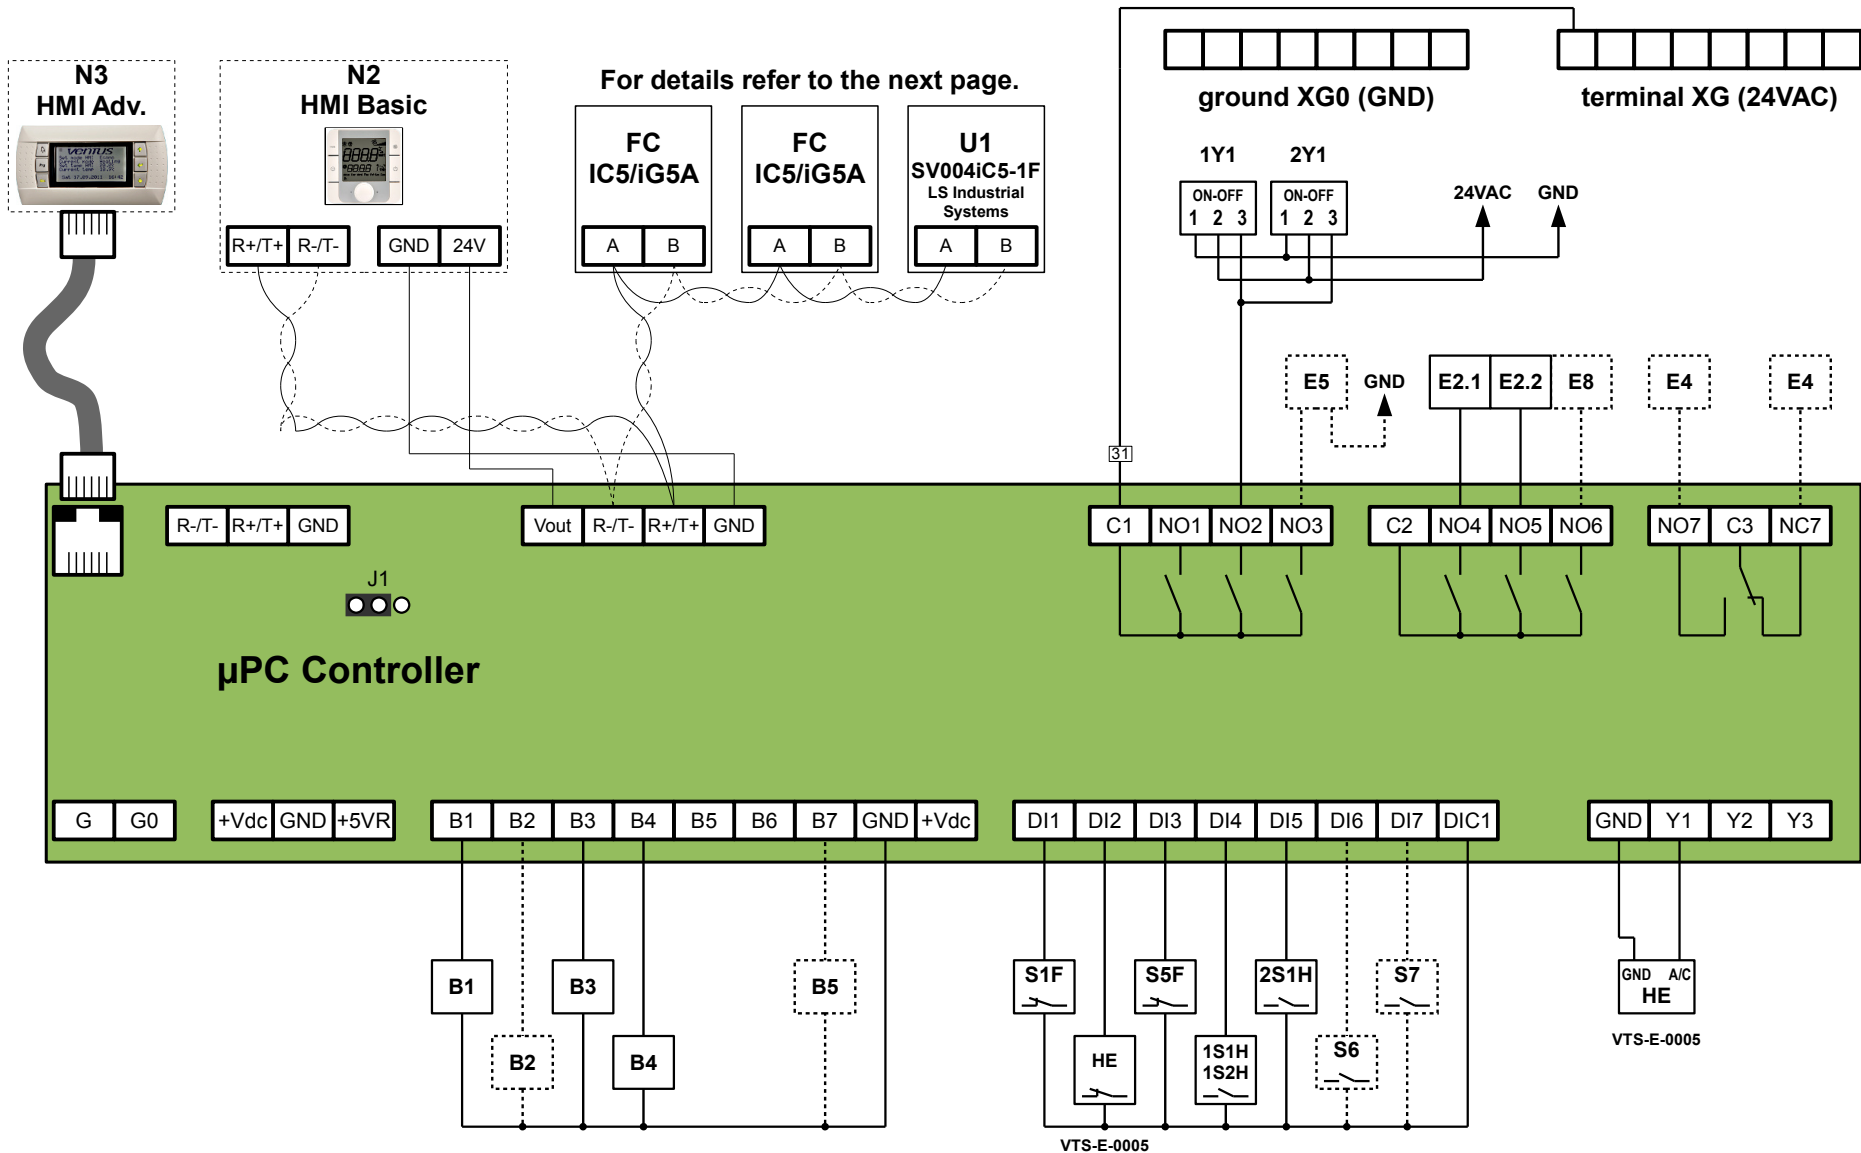 N3
HMI Adv.
VENTUS
N2
HMI Basic
R+/T+ R-/T- GND 24V
For details refer to the next page.
FC
IC5/iG5A
A B
FC
IC5/iG5A
A B
U1
SV004iC5-1F
LS Industrial
Systems
A B
ground XG0 (GND)
terminal XG (24VAC)
1Y1 2Y1
ON-OFF
1 2 3
ON-OFF
1 2 3
24VAC GND
E5 GND E2.1 E2.2 E8 E4 E4
31
R-/T- R+/T+ GND
Vout R-/T- R+/T+ GND
C1 NO1 NO2 NO3
C2 NO4 NO5 NO6
NO7 C3 NC7
J1
µPC Controller
G G0
+Vdc GND +5VR
B1 B2 B3 B4 B5 B6 B7 GND +Vdc
DI1 DI2 DI3 DI4 DI5 DI6 DI7 DIC1
GND Y1 Y2 Y3
B1 B3 B5
B2 B4
S1F S5F 2S1H S7
HE
1S1H
1S2H
S6
VTS-E-0005
GND A/C
HE
VTS-E-0005